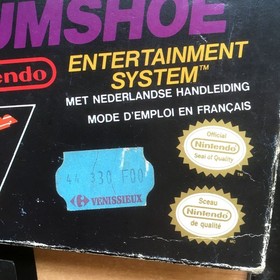 UMSHOE
ntendo
ENTERTAINMENT
SYSTEM™
MET NEDERLANDSE HANDLEIDING
MODE D'EMPLOI EN FRANÇAIS
Official
Nintendo
Seal of Quality
44 330 F00
VENISSIEUX
Sceau
Nintendo
de qualité